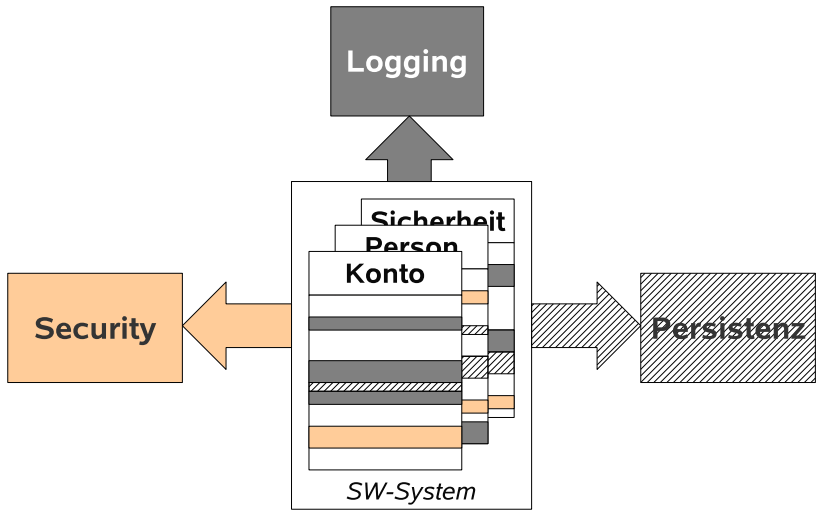 Logging
Sicherheit
Person
Konto
Security
Persistenz
SW-System